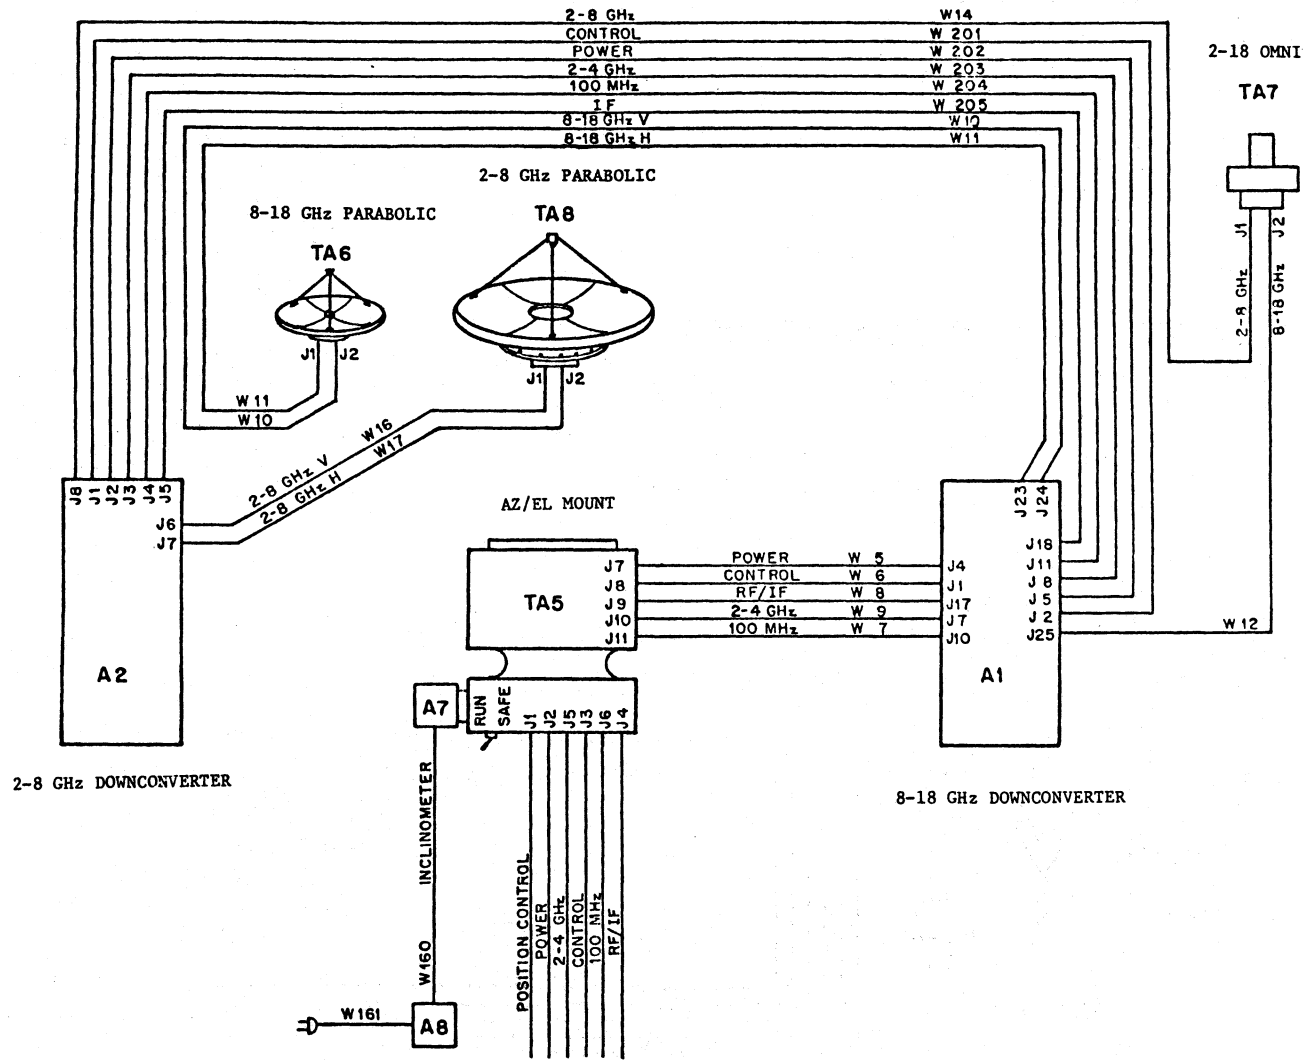 2-8 GHz W14
CONTROL W 201
POWER W 202
2-4 GHz W 203
100 MHz W 204
IF W 205
8-18 GHz V W10
8-18 GHz H W11
2-18 OMNI
TA7
J1 J2
2-8 GHz
8-18 GHz
2-8 GHz PARABOLIC
TA8
8-18 GHz PARABOLIC
TA6
J1 J2
J1 J2
W 11
W 10
W16
W17
2-8 GHz V
2-8 GHz H
J8 J1 J2 J3 J4 J5
J6
J7
A2
2-8 GHz DOWNCONVERTER
AZ/EL MOUNT
TA5
J7 POWER W 5 J4
J8 CONTROL W 6 J1
J9 RF/IF W 8 J17
J10 2-4 GHz W 9 J7
J11 100 MHz W 7 J10
J23 J24
J18
J11
J8
J5
J2
J25
W 12
A1
8-18 GHz DOWNCONVERTER
A7
RUN
SAFE
J1 J2 J5 J3 J6 J4
INCLINOMETER
W160
POSITION CONTROL
POWER
2-4 GHz
CONTROL
100 MHz
RF/IF
W161
A8